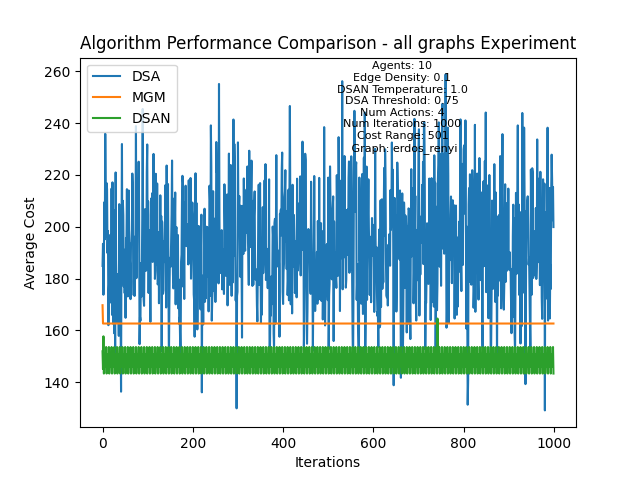 Algorithm Performance Comparison - all graphs Experiment
260
240
220
200
180
160
140
Average Cost
DSA
MGM
DSAN
Agents: 10
Edge Density: 0.1
DSAN Temperature: 1.0
DSA Threshold: 0.75
Num Actions: 4
Num Iterations: 1000
Cost Range: 501
Graph: erdos_renyi
0
200
400
600
800
1000
Iterations